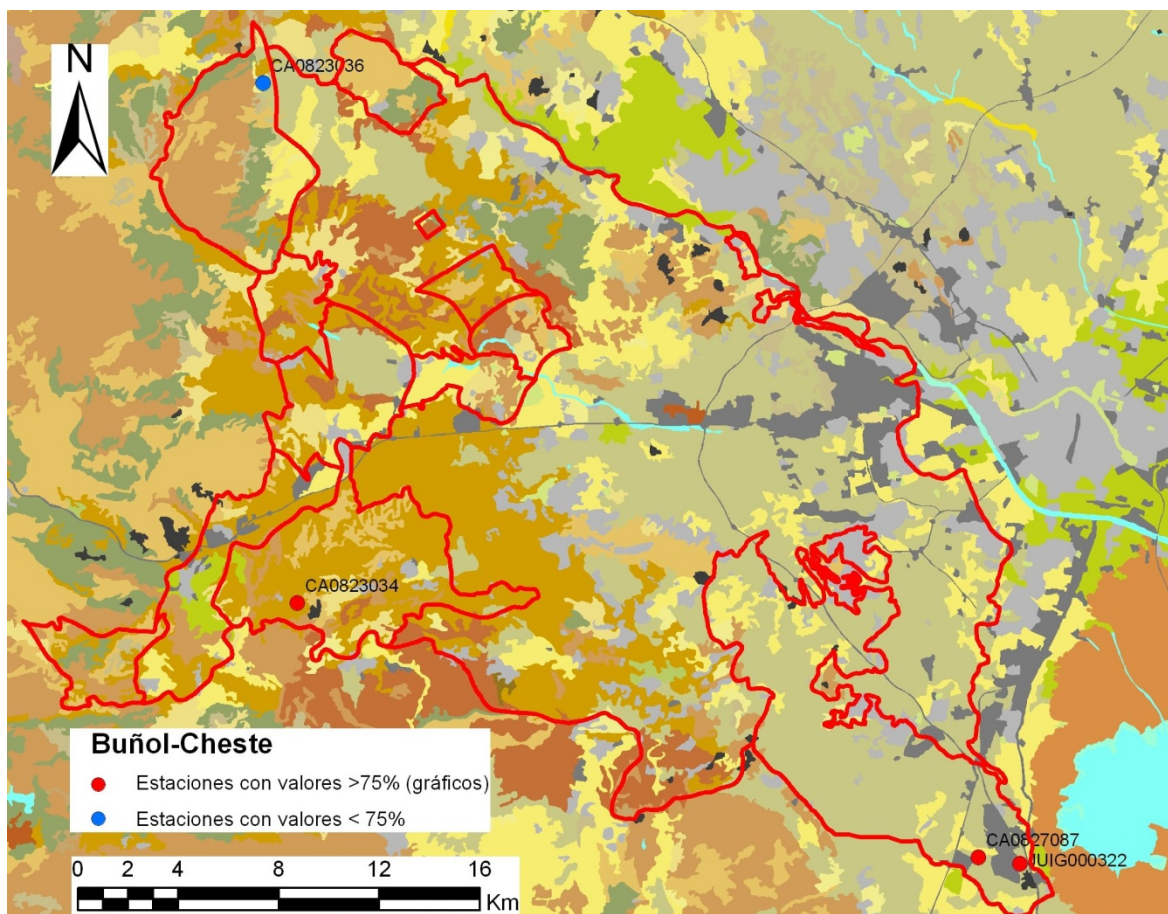 N
CA0823036
CA0823034
Buñol-Cheste
Estaciones con valores >75% (gráficos)
Estaciones con valores < 75%
CA0827087
JUIG000322
0 2 4 8 12 16
Km